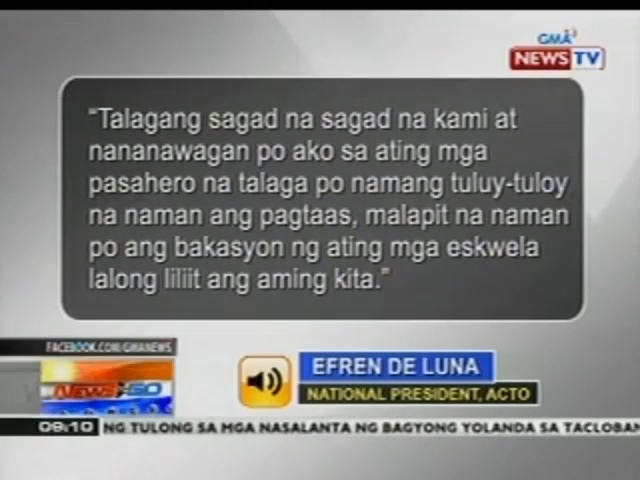 GMA
NEWS TV
“Talagang sagad na sagad na kami at
nananawagan po ako sa ating mga
pasahero na talaga po namang tuluy-tuloy
na naman ang pagtaas, malapit na naman
po ang bakasyon ng ating mga eskwela
lalong liliit ang aming kita.”
FACEBOOK.COM/GMANEWS
NEWS GO
EFREN DE LUNA
NATIONAL PRESIDENT, ACTO
09:10 NG TULONG SA MGA NASALANTA NG BAGYONG YOLANDA SA TACLOBAN